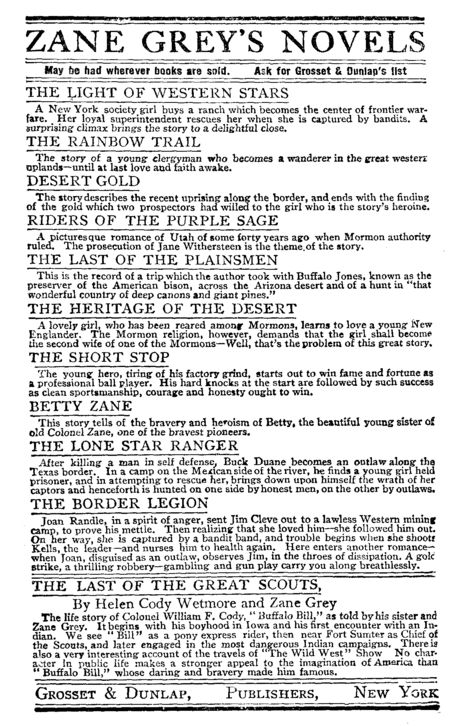 ZANE GREY'S NOVELS
May be had wherever books are sold. Ask for Grosset & Dunlap's list
THE LIGHT OF WESTERN STARS
A New York society girl buys a ranch which becomes the center of frontier war-
fare. Her loyal superintendent rescues her when she is captured by bandits. A
surprising climax brings the story to a delightful close.
THE RAINBOW TRAIL
The story of a young clergyman who becomes a wanderer in the great western
uplands—until at last love and faith awake.
DESERT GOLD
The story describes the recent uprising along the border, and ends with the finding
of the gold which two prospectors had willed to the girl who is the story's heroine.
RIDERS OF THE PURPLE SAGE
A picturesque romance of Utah of some forty years ago when Mormon authority
ruled. The prosecution of Jane Withersteen is the theme of the story.
THE LAST OF THE PLAINSMEN
This is the record of a trip which the author took with Buffalo Jones, known as the
preserver of the American bison, across the Arizona desert and of a hunt in "that
wonderful country of deep canons and giant pines."
THE HERITAGE OF THE DESERT
A lovely girl, who has been reared among Mormons, learns to love a young New
Englander. The Mormon religion, however, demands that the girl shall become
the second wife of one of the Mormons—Well, that's the problem of this great story.
THE SHORT STOP
The young hero, tiring of his factory grind, starts out to win fame and fortune as
a professional ball player. His hard knocks at the start are followed by such success
as clean sportsmanship, courage and honesty ought to win.
BETTY ZANE
This story tells of the bravery and heroism of Betty, the beautiful young sister of
old Colonel Zane, one of the bravest pioneers.
THE LONE STAR RANGER
After killing a man in self defense, Buck Duane becomes an outlaw along the
Texas border. In a camp on the Mexican side of the river, he finds a young girl held
prisoner, and in attempting to rescue her, brings down upon himself the wrath of her
captors and henceforth is hunted on one side by honest men, on the other by outlaws.
THE BORDER LEGION
Joan Randle, in a spirit of anger, sent Jim Cleve out to a lawless Western mining
camp, to prove his mettle. Then realizing that she loved him—she followed him out.
On her way, she is captured by a bandit band, and trouble begins when she shoots
Kells, the leader—and nurses him to health again. Here enters another romance—
when Joan, disguised as an outlaw, observes Jim, in the throes of dissipation. A gold
strike, a thrilling robbery—gambling and gun play carry you along breathlessly.
THE LAST OF THE GREAT SCOUTS,
By Helen Cody Wetmore and Zane Grey
The life story of Colonel William F. Cody, "Buffalo Bill," as told by his sister and
Zane Grey. It begins with his boyhood in Iowa and his first encounter with an In-
dian. We see "Bill" as a pony express rider, then near Fort Sumter as Chief of
the Scouts, and later engaged in the most dangerous Indian campaigns. There is
also a very interesting account of the travels of "The Wild West" Show No char-
acter in public life makes a stronger appeal to the imagination of America than
"Buffalo Bill," whose daring and bravery made him famous.
GROSSET & DUNLAP, PUBLISHERS, NEW YORK